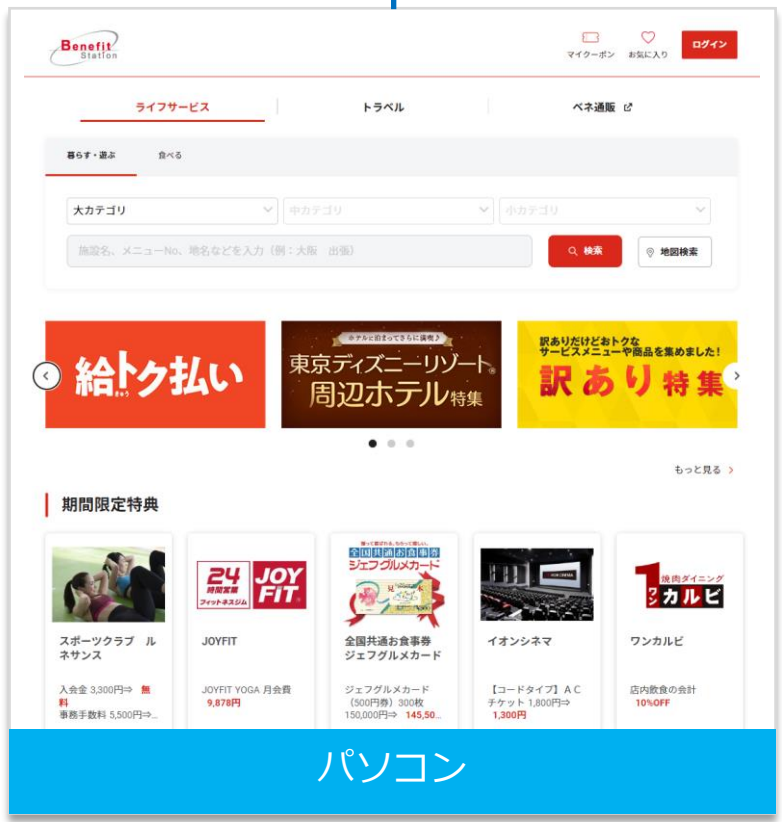 Benefit
Station
マイクーポン
お気に入り
ログイン
ライフサービス
トラベル
ベネ通販
暮らす・遊ぶ
食べる
大カテゴリ
中カテゴリ
小カテゴリ
施設名、メニューNo、地名などを入力（例：大阪　出張）
検索
地図検索
給トク払い
きゅう
ホテルに泊まってさらに満喫♪
東京ディズニーリゾート®
周辺ホテル特集
訳ありだけどおトクな
サービスメニューや商品を集めました！
訳あり特集
もっと見る
期間限定特典
全国共通お食事券
ジェフグルメカード
見
本
24
時間営業
フィットネスジム
JOY
FIT
焼肉ダイニング
ワンカルビ
スポーツクラブ　ル
ネサンス
JOYFIT
全国共通お食事券
ジェフグルメカード
イオンシネマ
ワンカルビ
入会金 3,300円⇒ 無
料
事務手数料 5,500円⇒...
JOYFIT YOGA 月会費
9,878円
ジェフグルメカード
（500円券）300枚
150,000円⇒ 145,50...
【コードタイプ】ＡＣ
チケット 1,800円⇒
1,300円
店内飲食の会計
10%OFF
パソコン